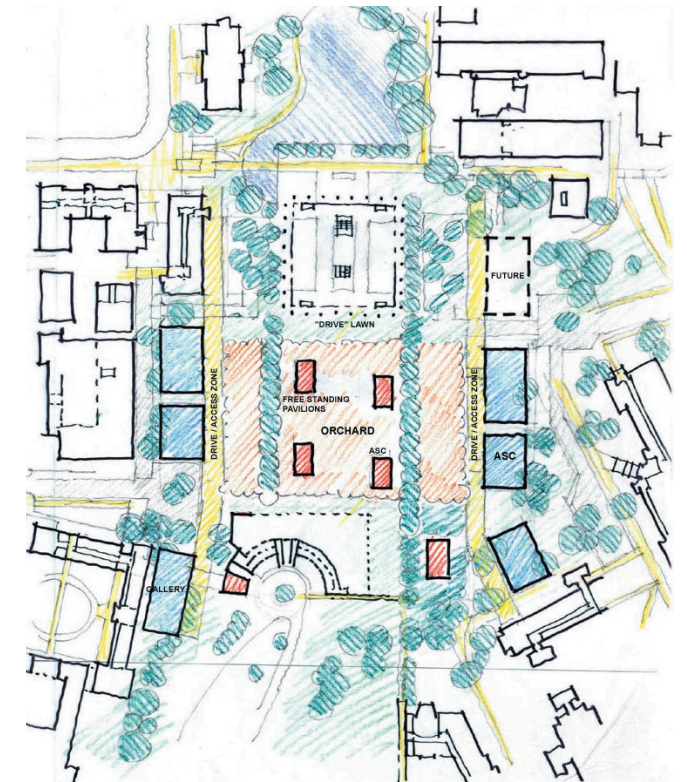 FUTURE
"DRIVE" LAWN
DRIVE / ACCESS ZONE
FREE STANDING
PAVILIONS
ORCHARD
ASC
DRIVE / ACCESS ZONE
ASC
GALLERY